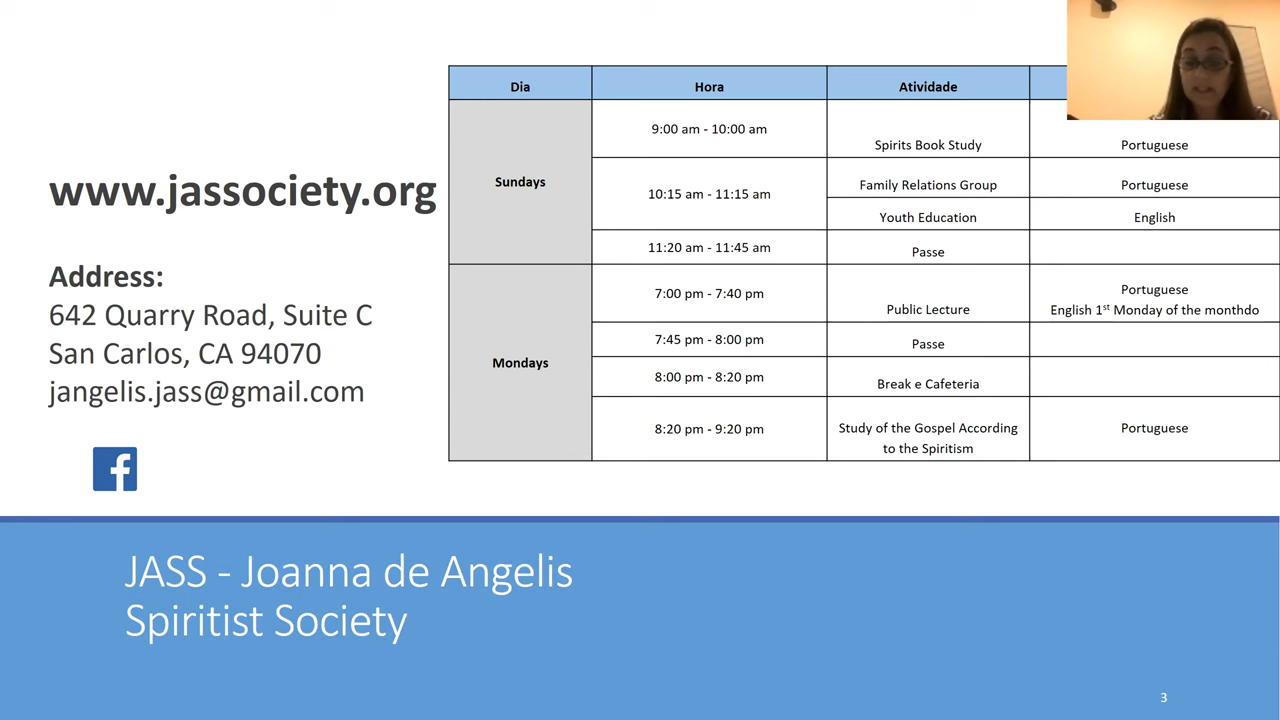 www.jassociety.org
Address:
642 Quarry Road, Suite C
San Carlos, CA 94070
jangelis.jass@gmail.com
Dia
Hora
Atividade
Sundays
9:00 am - 10:00 am
Spirits Book Study
Portuguese
10:15 am - 11:15 am
Family Relations Group
Portuguese
Youth Education
English
11:20 am - 11:45 am
Passe
Mondays
7:00 pm - 7:40 pm
Public Lecture
Portuguese
English 1st Monday of the monthdo
7:45 pm - 8:00 pm
Passe
8:00 pm - 8:20 pm
Break e Cafeteria
8:20 pm - 9:20 pm
Study of the Gospel According
to the Spiritism
Portuguese
JASS - Joanna de Angelis
Spiritist Society
3